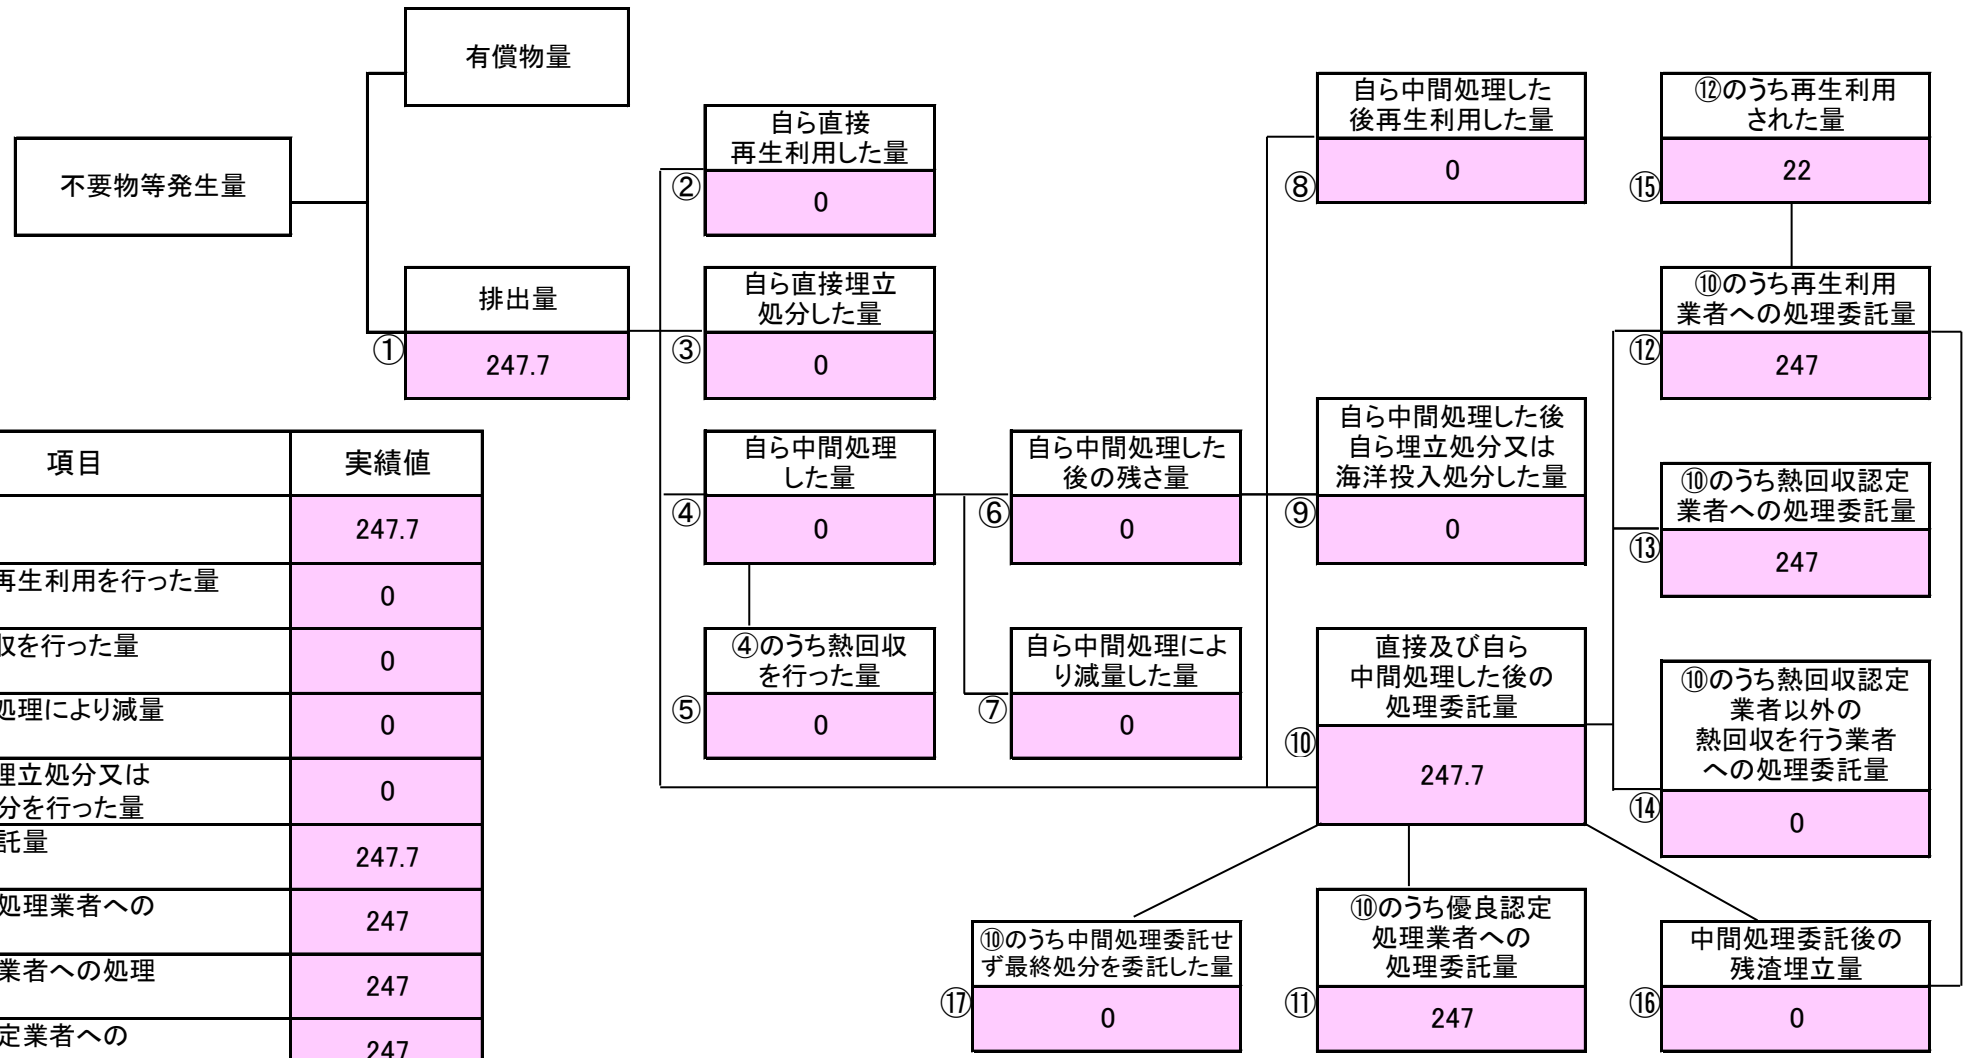 有償物量
不要物等発生量
排出量
①
247.7
自ら直接
再生利用した量
②
0
自ら直接埋立
処分した量
③
0
自ら中間処理
した量
④
0
④のうち熱回収
を行った量
⑤
0
自ら中間処理した
後の残さ量
⑥
0
自ら中間処理によ
り減量した量
⑦
0
自ら中間処理した
後再生利用した量
⑧
0
自ら中間処理した後
自ら埋立処分又は
海洋投入処分した量
⑨
0
直接及び自ら
中間処理した後の
処理委託量
⑩
247.7
⑫のうち再生利用
された量
⑮
22
⑩のうち再生利用
業者への処理委託量
⑫
247
⑩のうち熱回収認定
業者への処理委託量
⑬
247
⑩のうち熱回収認定
業者以外の
熱回収を行う業者
への処理委託量
⑭
0
⑩のうち中間処理委託せ
ず最終処分を委託した量
⑰
0
⑩のうち優良認定
処理業者への
処理委託量
⑪
247
中間処理委託後の
残渣埋立量
⑯
0
項目
実績値
247.7
再生利用を行った量
0
収を行った量
0
処理により減量
0
埋立処分又は
分を行った量
0
託量
247.7
処理業者への
247
業者への処理
247
定業者への
247